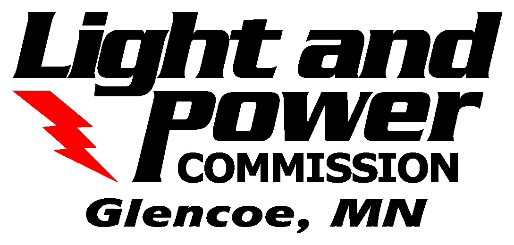 Light and
Power
COMMISSION
Glencoe, MN